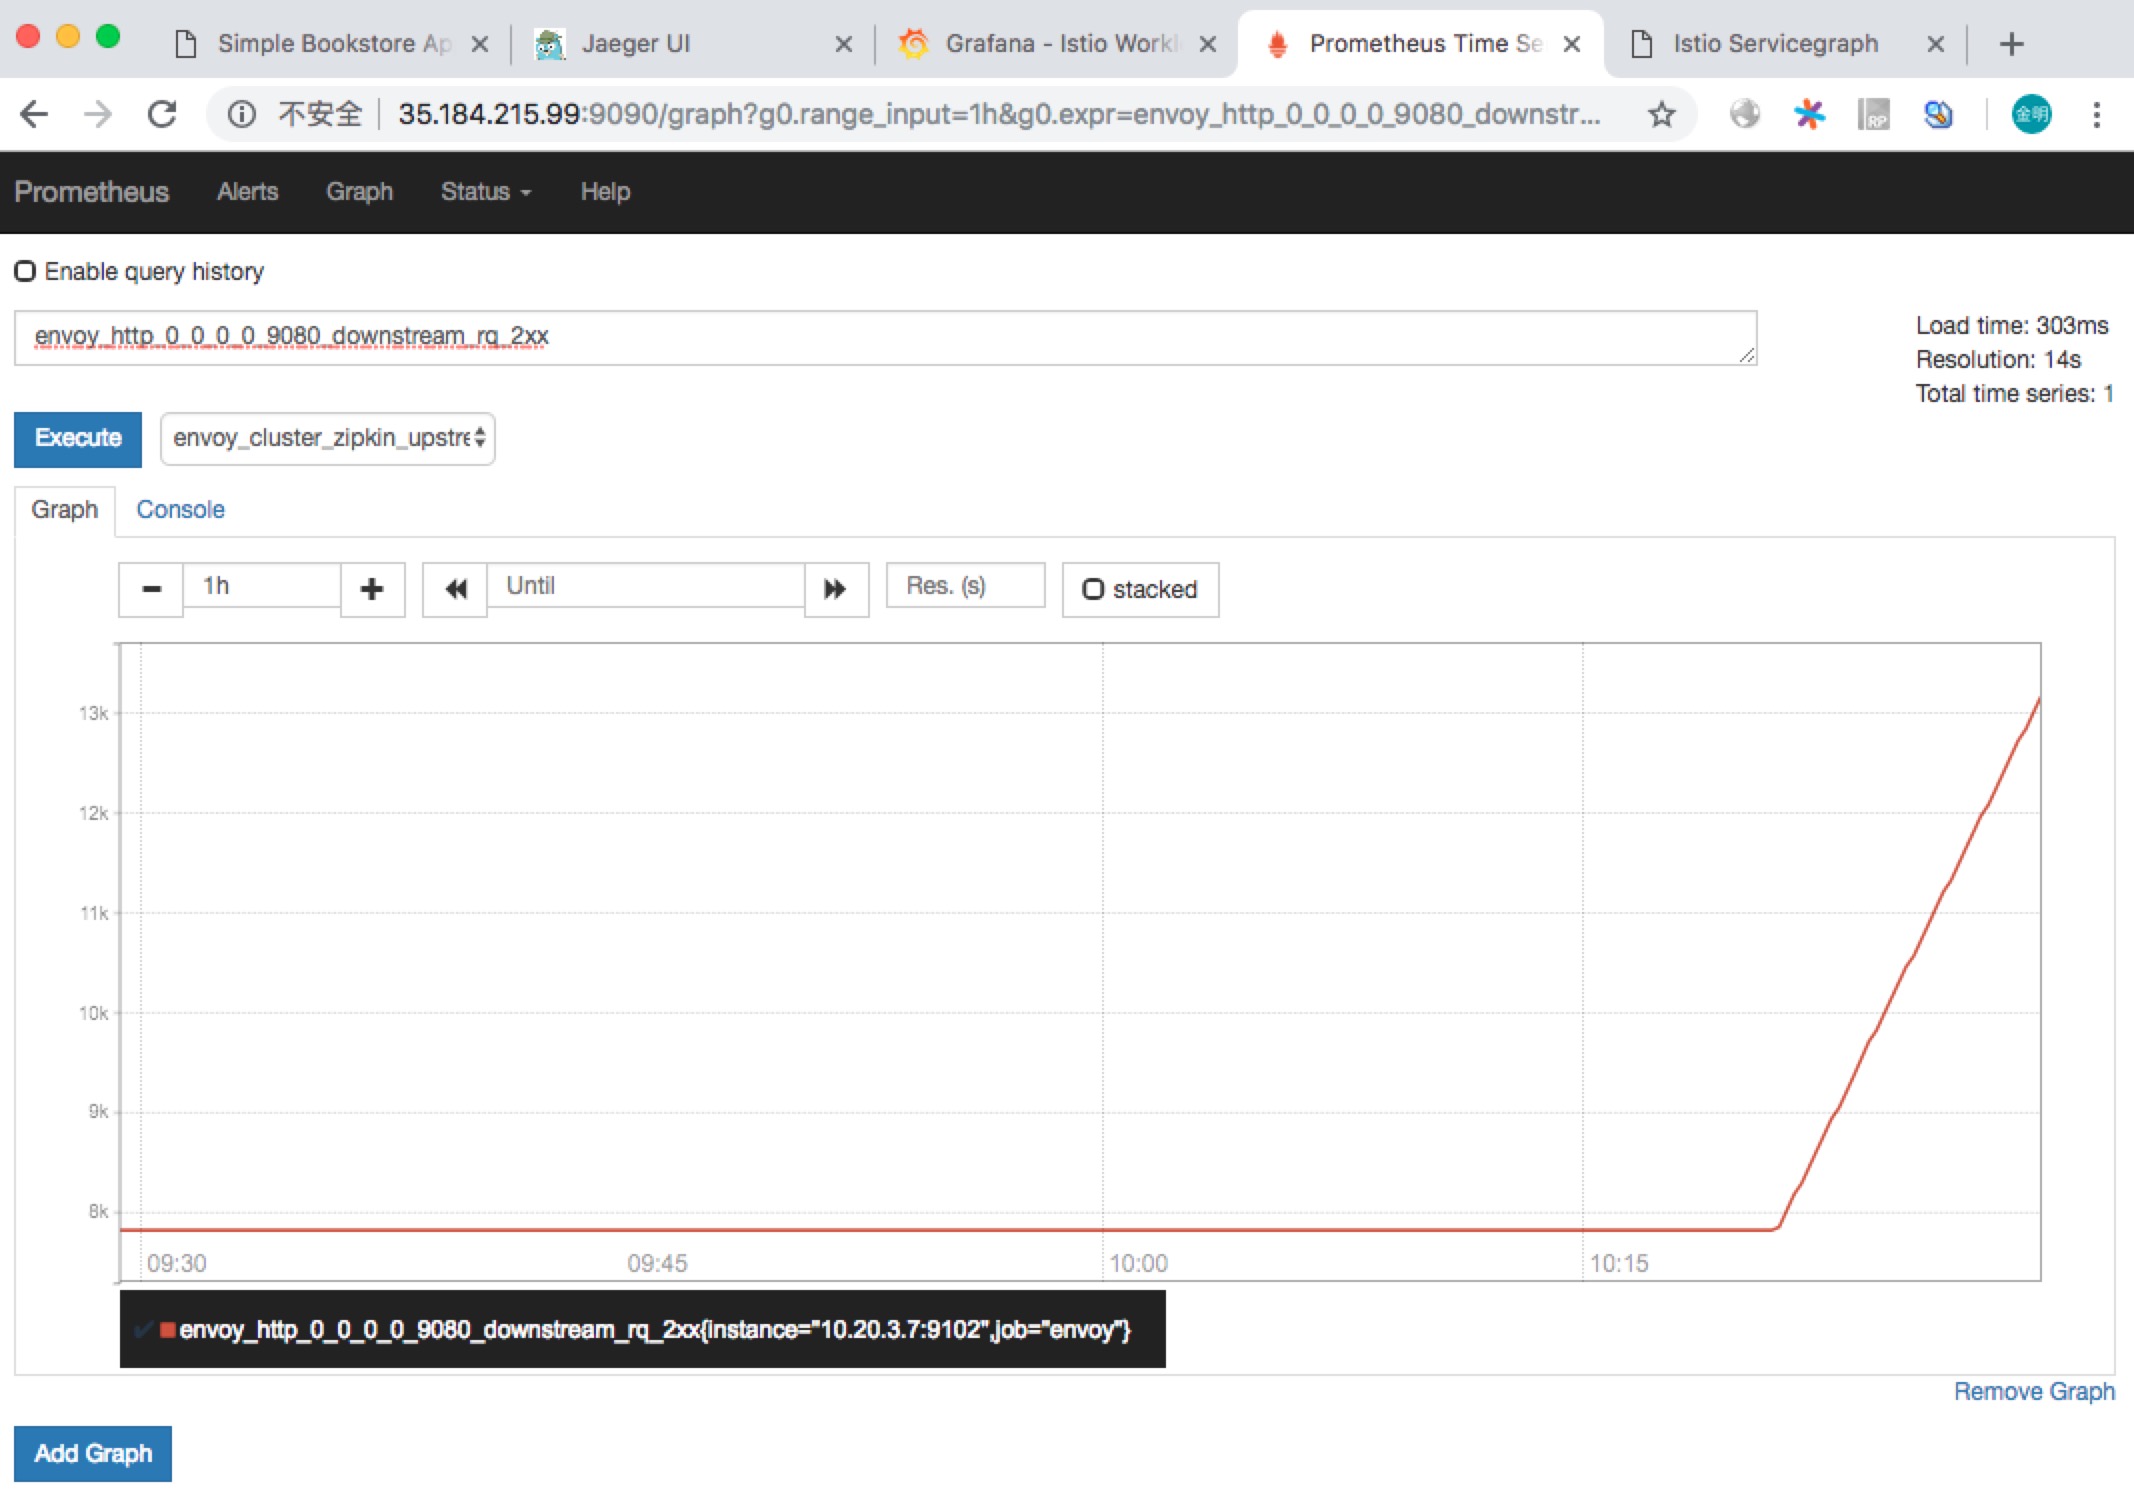 Simple Bookstore Ap
Jaeger UI
Grafana - Istio Workl
Prometheus Time Se
Istio Servicegraph
不安全 35.184.215.99:9090/graph?g0.range_input=1h&g0.expr=envoy_http_0_0_0_0_9080_downstr...
RP
金明
Prometheus Alerts Graph Status Help
Enable query history
envoy_http_0_0_0_0_9080_downstream_rq_2xx
Load time: 303ms
Resolution: 14s
Total time series: 1
Execute
envoy_cluster_zipkin_upstre
Graph Console
1h
Until
Res. (s)
stacked
13k
12k
11k
10k
9k
8k
09:30 09:45 10:00 10:15
envoy_http_0_0_0_0_9080_downstream_rq_2xx{instance="10.20.3.7:9102",job="envoy"}
Remove Graph
Add Graph